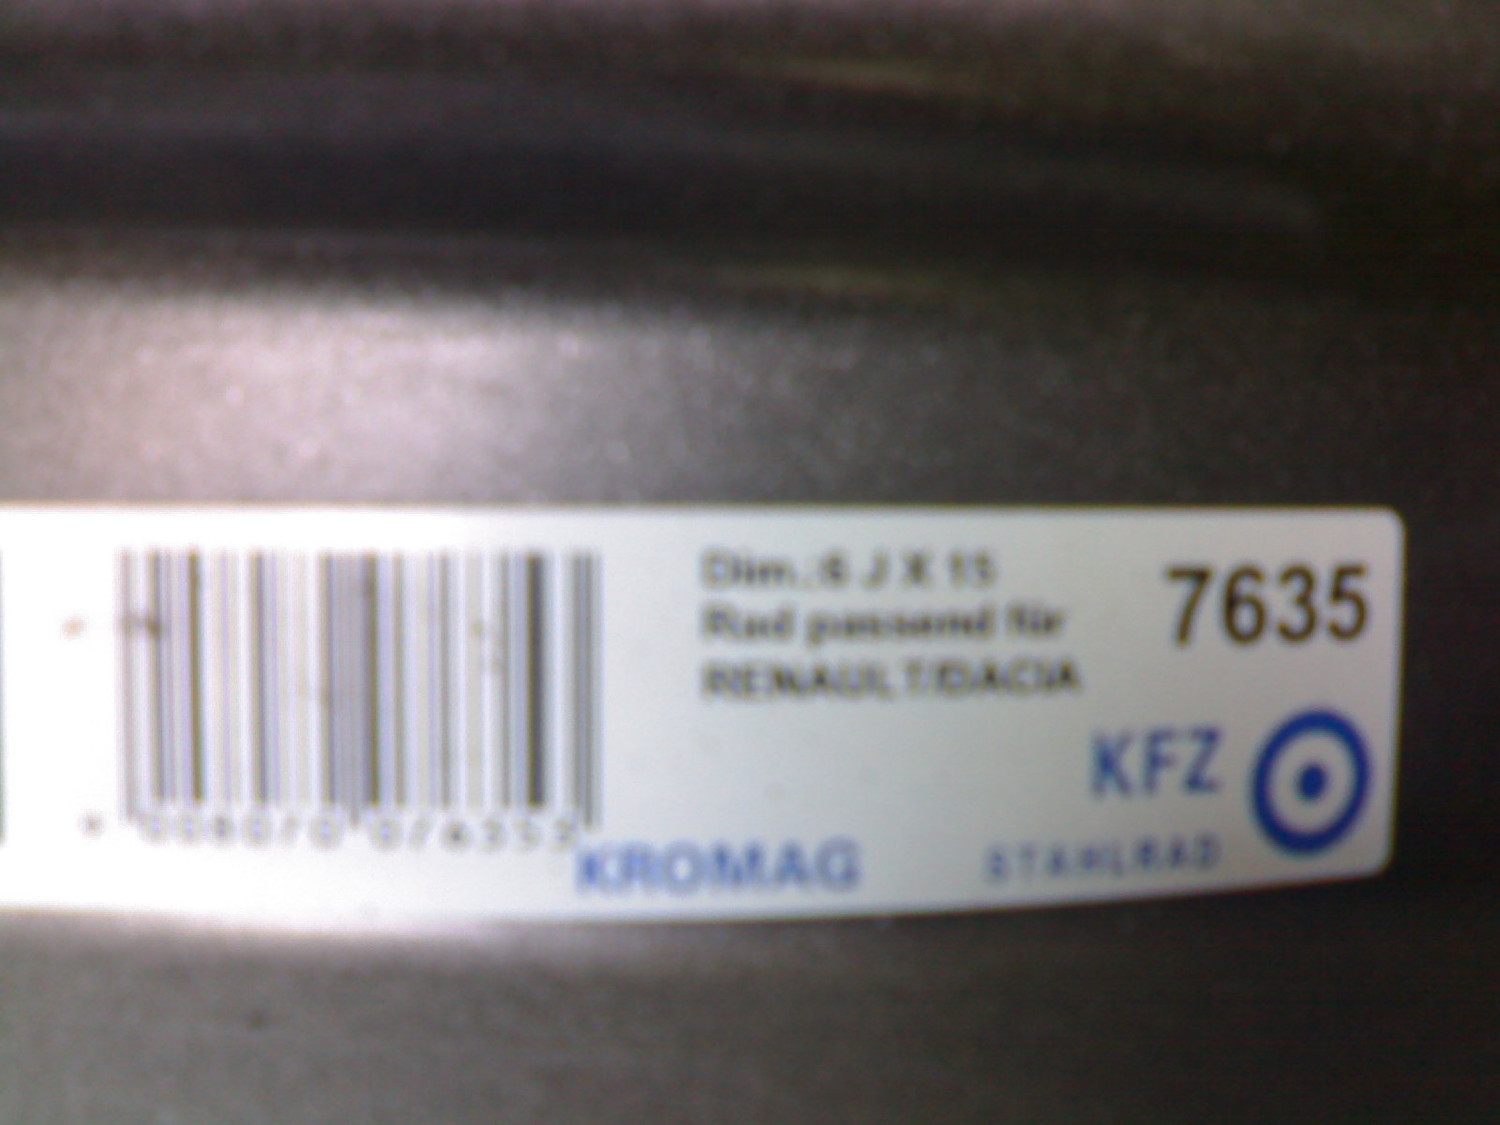 Dim.:6 J X 15
Rad passend für
RENAULT/DACIA
7635
KFZ
STAHLRAD
KROMAG